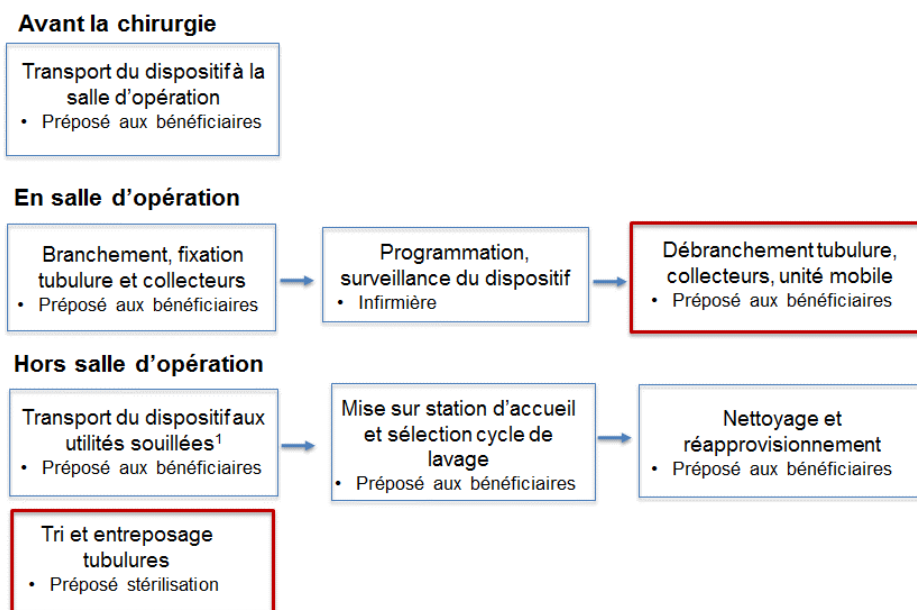 Avant la chirurgie
Transport du dispositif à la
salle d'opération
• Préposé aux bénéficiaires
En salle d'opération
Branchement, fixation
tubulure et collecteurs
• Préposé aux bénéficiaires
Programmation,
surveillance du dispositif
• Infirmière
Débranchement tubulure,
collecteurs, unité mobile
• Préposé aux bénéficiaires
Hors salle d'opération
Transport du dispositif aux
utilités souillées¹
• Préposé aux bénéficiaires
Mise sur station d'accueil
et sélection cycle de
lavage
• Préposé aux bénéficiaires
Nettoyage et
réapprovisionnement
• Préposé aux bénéficiaires
Tri et entreposage
tubulures
• Préposé stérilisation